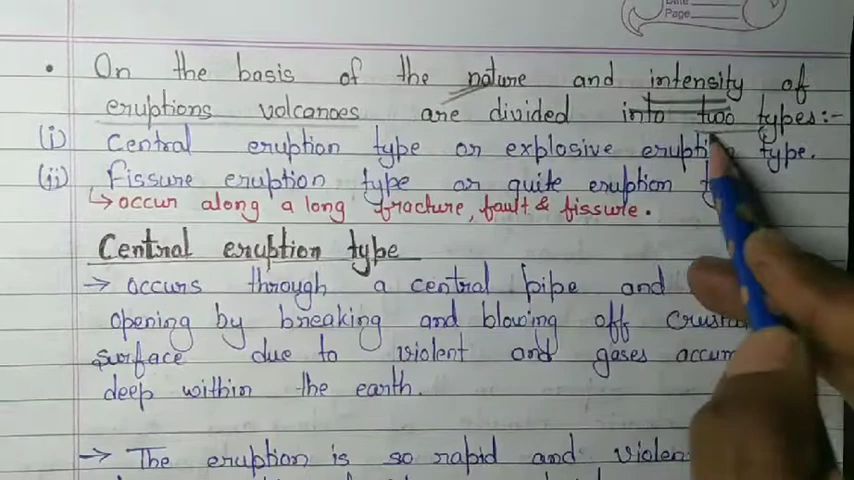 Date
Page
• On the basis of the nature and intensity of
eruptions volcanoes are divided into two types:-
(i) Central eruption type or explosive eruption type.
(ii) fissure eruption type or quite eruption
↳ occur along a long fracture, fault & fissure.
Central eruption type
→ occurs through a central pipe and
opening by breaking and blowing off
surface due to violent and gases
deep within the earth.
→ The eruption is so rapid and